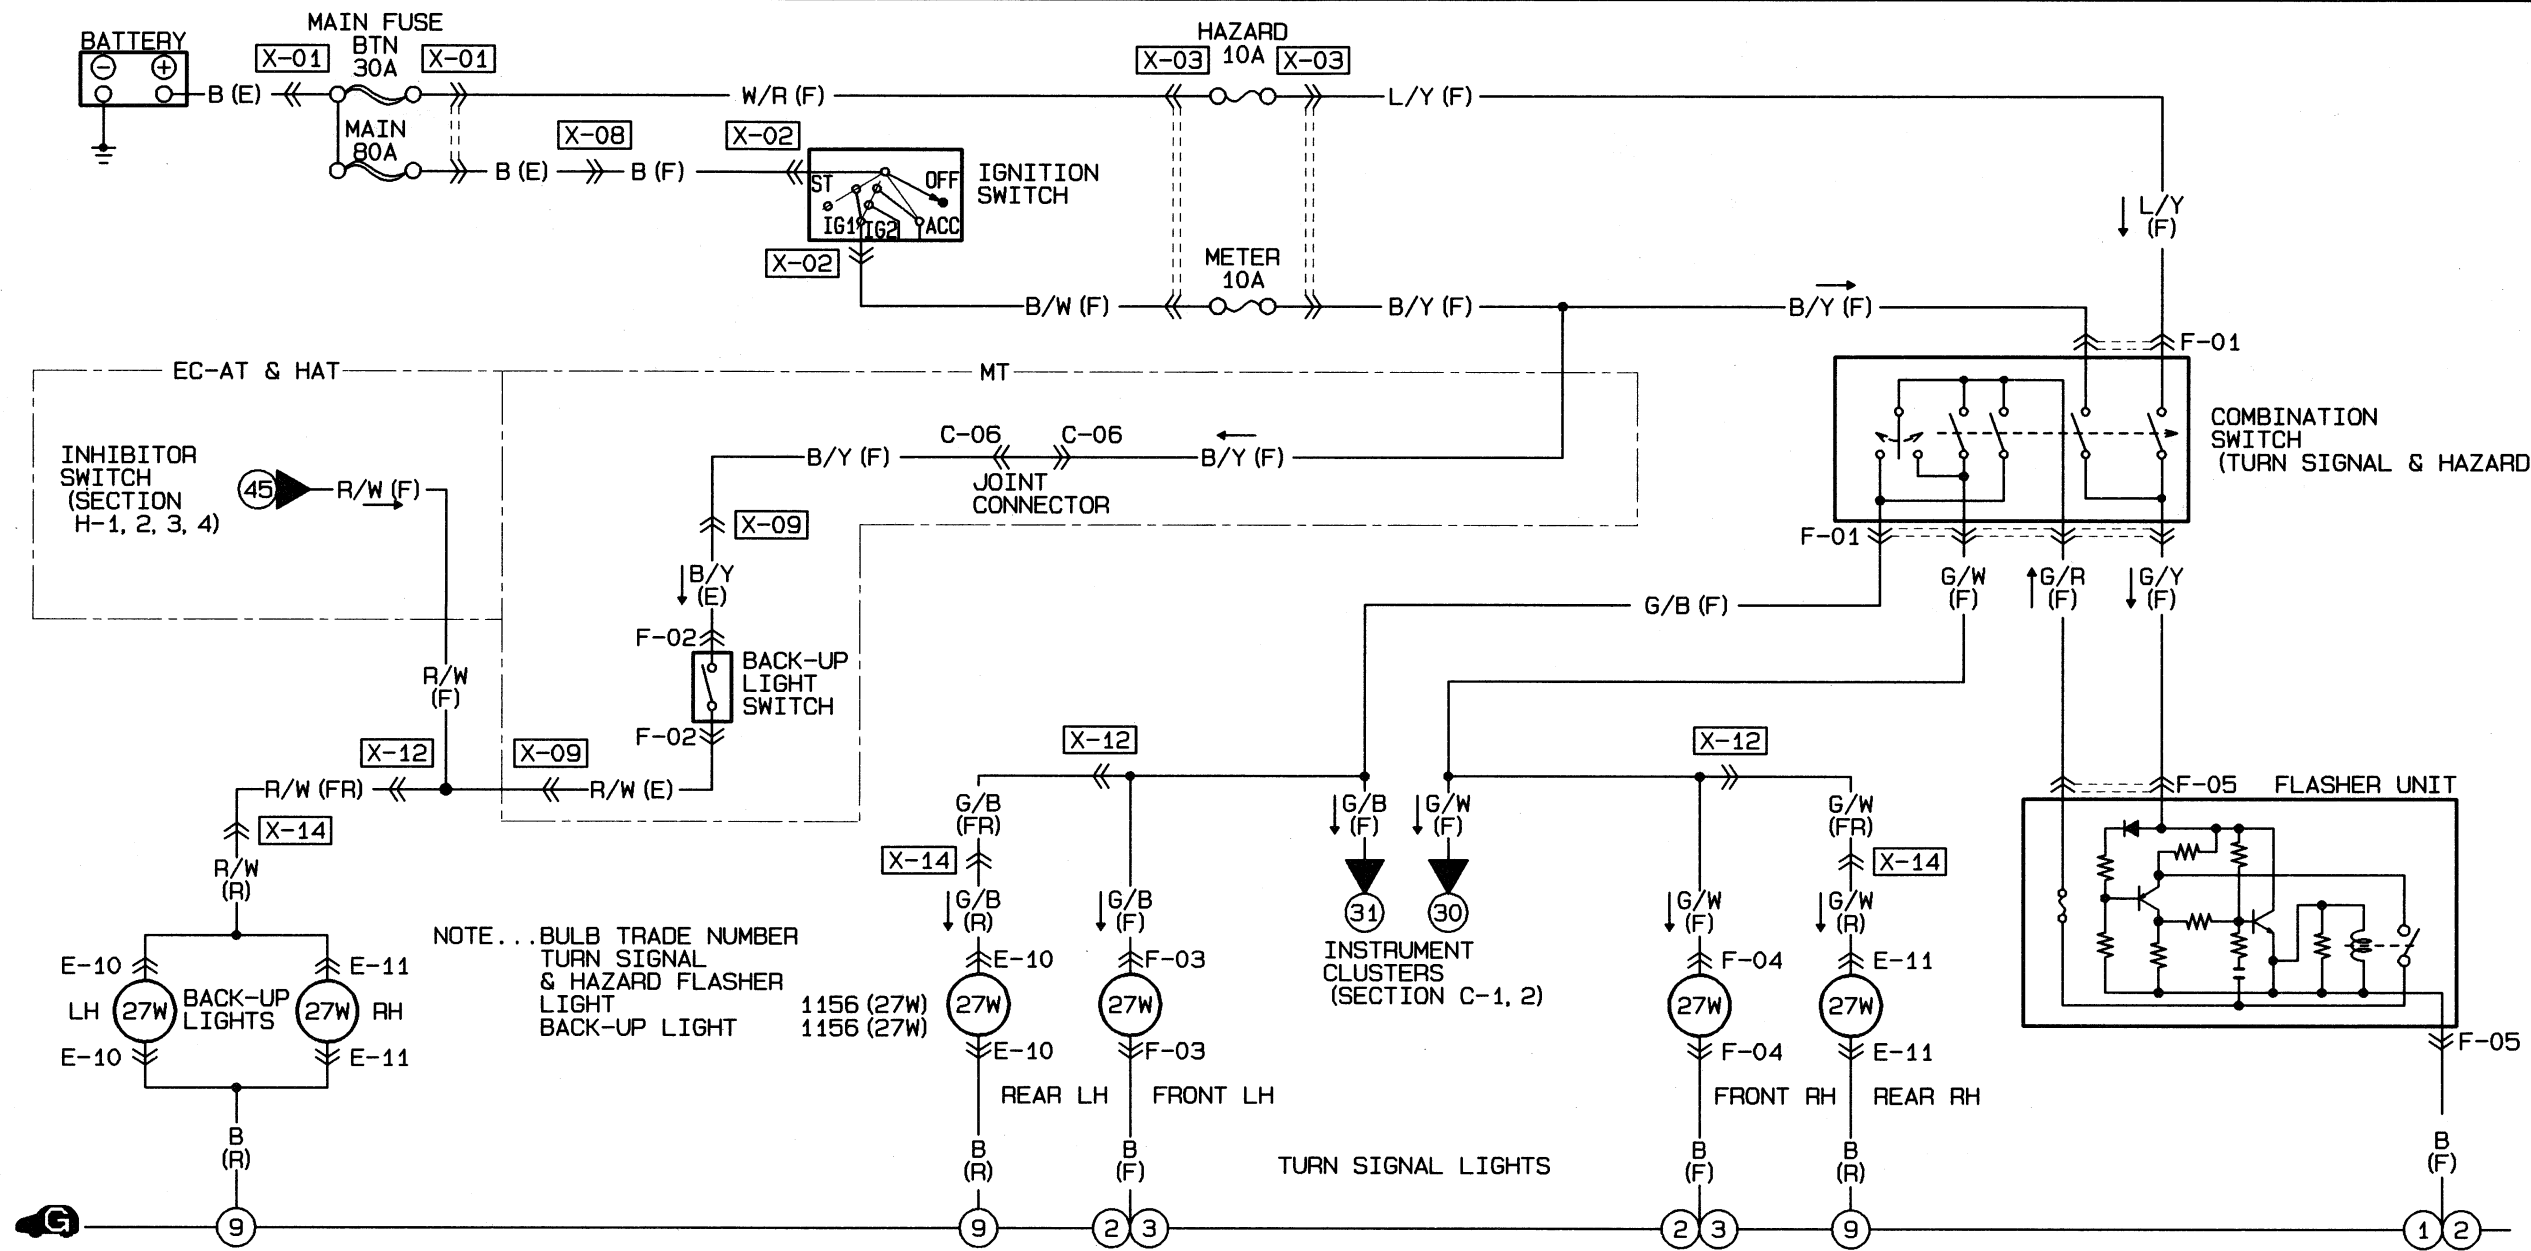 MAIN FUSE
BATTERY
X-01
BTN
30A
X-01
HAZARD
10A
X-03
X-03
B (E)
W/R (F)
L/Y (F)
MAIN
80A
X-08
X-02
B (E)
B (F)
ST
OFF
IG1
IG2
ACC
IGNITION
SWITCH
X-02
L/Y
(F)
METER
10A
B/W (F)
B/Y (F)
B/Y (F)
F-01
EC-AT & HAT
MT
INHIBITOR
SWITCH
(SECTION
H-1, 2, 3, 4)
45
R/W (F)
C-06
C-06
B/Y (F)
B/Y (F)
JOINT
CONNECTOR
COMBINATION
SWITCH
(TURN SIGNAL & HAZARD
X-09
F-01
B/Y
(E)
G/W
(F)
G/R
(F)
G/Y
(F)
G/B (F)
F-02
BACK-UP
LIGHT
SWITCH
R/W
(F)
F-02
X-12
X-09
X-12
X-12
R/W (FR)
R/W (E)
F-05
FLASHER UNIT
X-14
G/B
(FR)
G/B
(F)
G/W
(F)
G/W
(FR)
R/W
(R)
X-14
X-14
G/B
(R)
G/B
(F)
31
30
G/W
(F)
G/W
(R)
NOTE...BULB TRADE NUMBER
TURN SIGNAL
& HAZARD FLASHER
LIGHT 1156 (27W)
BACK-UP LIGHT 1156 (27W)
INSTRUMENT
CLUSTERS
(SECTION C-1, 2)
E-10
E-11
E-10
F-03
F-04
E-11
LH
27W
BACK-UP
LIGHTS
27W
RH
27W
27W
27W
27W
E-10
E-11
E-10
F-03
F-04
E-11
F-05
REAR LH
FRONT LH
FRONT RH
REAR RH
B
(R)
B
(R)
B
(F)
TURN SIGNAL LIGHTS
B
(F)
B
(R)
B
(F)
G
9
9
2
3
2
3
9
1
2